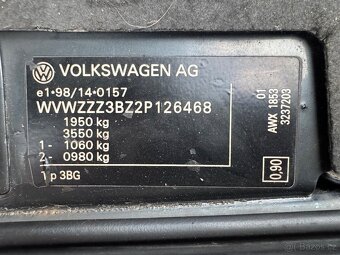 VOLKSWAGEN AG
e1*98/14*0157
WVWZZZ3BZ2P126468
1950 kg
3550 kg
1- 1060 kg
2- 0980 kg
Typ 3BG
01
AWX 1853
3237203
0,90